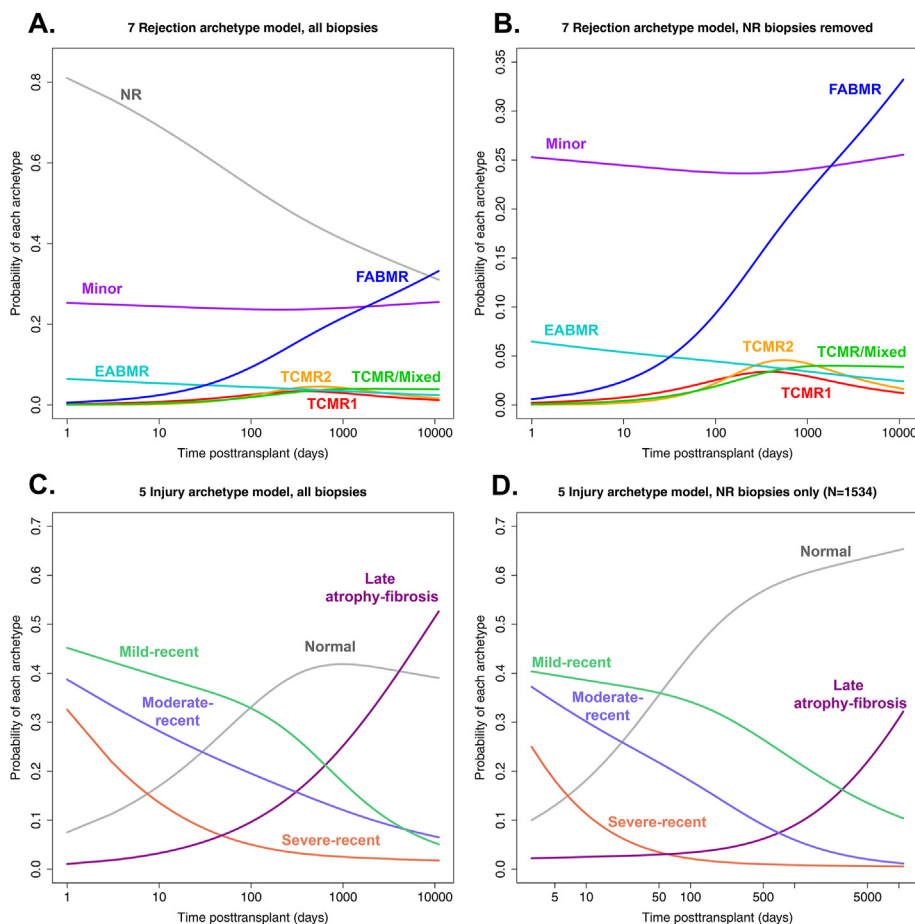 A.
7 Rejection archetype model, all biopsies
Probability of each archetype
0.8
0.6
0.4
0.2
0.0
NR
Minor
FABMR
EABMR
TCMR2
TCMR/Mixed
TCMR1
1 10 100 1000 10000
Time posttransplant (days)
B.
7 Rejection archetype model, NR biopsies removed
Probability of each archetype
0.35
0.30
0.25
0.20
0.15
0.10
0.05
0.00
FABMR
Minor
EABMR
TCMR2
TCMR/Mixed
TCMR1
1 10 100 1000 10000
Time posttransplant (days)
C.
5 Injury archetype model, all biopsies
Probability of each archetype
0.7
0.6
0.5
0.4
0.3
0.2
0.1
0.0
Late
atrophy-fibrosis
Mild-recent
Normal
Moderate-
recent
Severe-recent
1 10 100 1000 10000
Time posttransplant (days)
D.
5 Injury archetype model, NR biopsies only (N=1534)
Probability of each archetype
0.7
0.6
0.5
0.4
0.3
0.2
0.1
0.0
Normal
Mild-recent
Moderate-
recent
Late
atrophy-fibrosis
Severe-recent
5 10 50 100 500 5000
Time posttransplant (days)